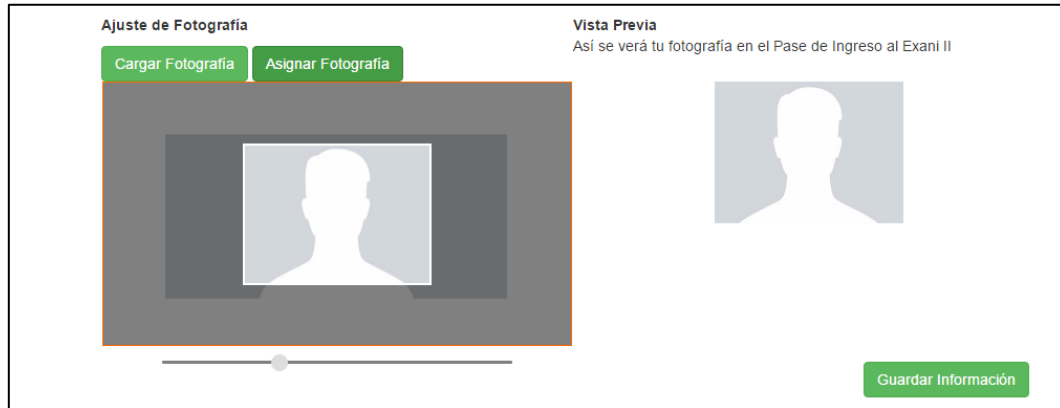 Ajuste de Fotografía
Cargar Fotografía
Asignar Fotografía
Vista Previa
Así se verá tu fotografía en el Pase de Ingreso al Exani II
Guardar Información